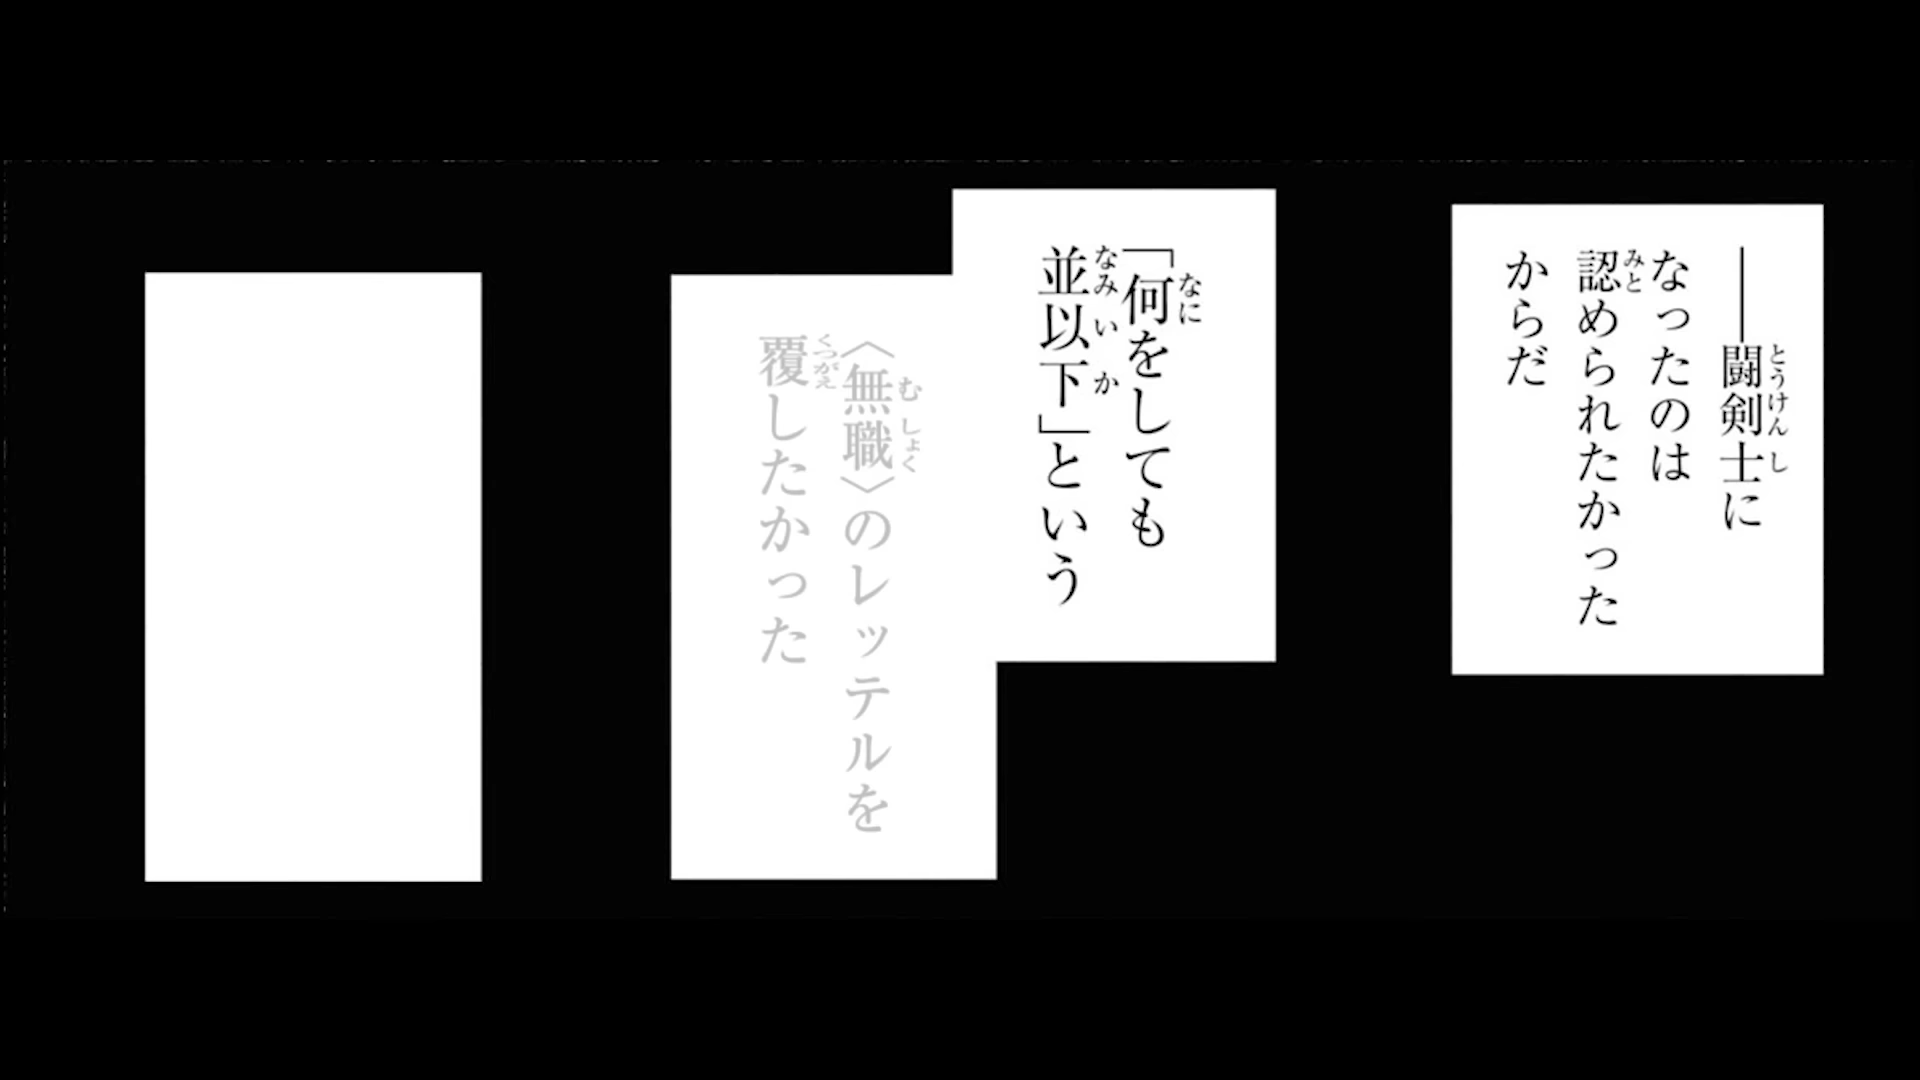 ――闘剣士に
なったのは
認められたかった
からだ
「何をしても
並以下」という
〈無職〉のレッテルを
覆したかった